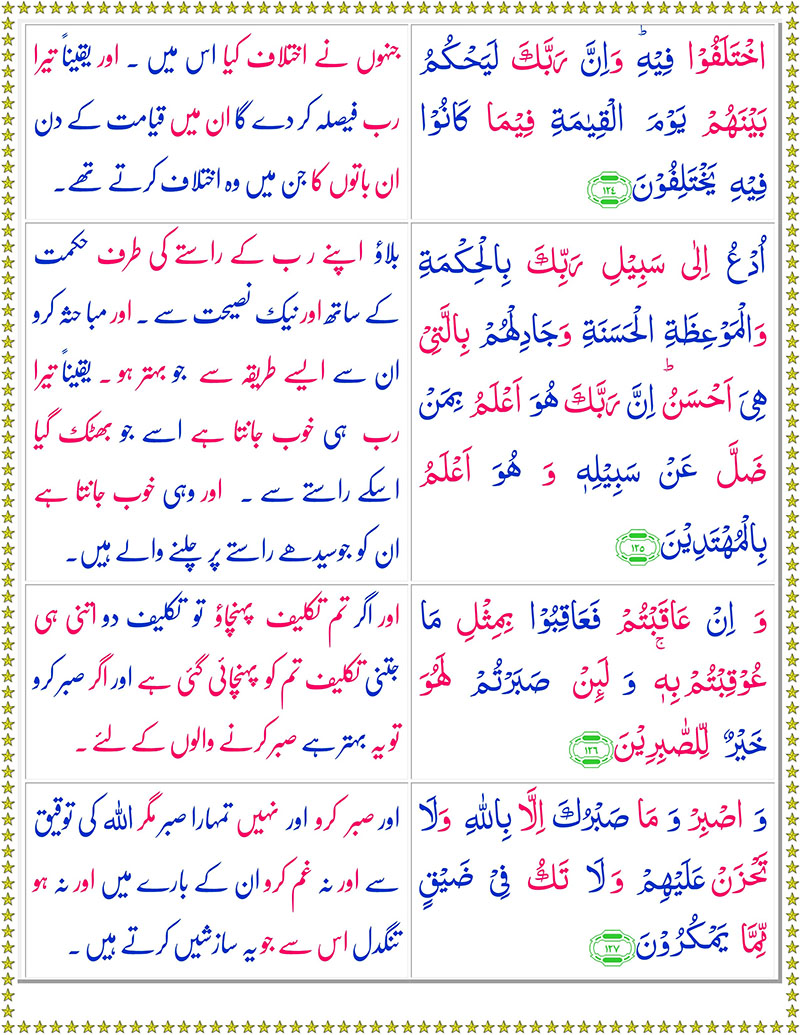 اخْتَلَفُوْا فِيْهِ ؕ وَاِنَّ رَبَّكَ لَيَحْكُمُ
بَيْنَهُمْ يَوْمَ الْقِيٰمَةِ فِيْمَا كَانُوْا
فِيْهِ يَخْتَلِفُوْنَ ﴿۱۲۴﴾
جنہوں نے اختلاف کیا اس میں ۔ اور یقیناً تیرا
رب فیصلہ کر دے گا ان میں قیامت کے دن
ان باتوں کا جن میں وہ اختلاف کرتے تھے۔
اُدْعُ اِلٰى سَبِيْلِ رَبِّكَ بِالْحِكْمَةِ
وَالْمَوْعِظَةِ الْحَسَنَةِ وَجَادِلْهُمْ بِالَّتِيْ
هِيَ اَحْسَنُ ؕ اِنَّ رَبَّكَ هُوَ اَعْلَمُ بِمَنْ
ضَلَّ عَنْ سَبِيْلِهٖ وَ هُوَ اَعْلَمُ
بِالْمُهْتَدِيْنَ ﴿۱۲۵﴾
بلاؤ اپنے رب کے راستے کی طرف حکمت
کے ساتھ اور نیک نصیحت سے ۔ اور مباحثہ کرو
ان سے ایسے طریقہ سے جو بہتر ہو ۔ یقیناً تیرا
رب ہی خوب جانتا ہے اسے جو بھٹک گیا
اسکے راستے سے ۔ اور وہی خوب جانتا ہے
ان کو جو سیدھے راستے پر چلنے والے ہیں۔
وَ اِنْ عَاقَبْتُمْ فَعَاقِبُوْا بِمِثْلِ مَا
عُوْقِبْتُمْ بِهٖ ۚ وَ لَئِنْ صَبَرْتُمْ لَهُوَ
خَيْرٌ لِّلصّٰبِرِيْنَ ﴿۱۲۶﴾
اور اگر تم تکلیف پہنچاؤ تو تکلیف دو اتنی ہی
جتنی تکلیف تم کو پہنچائی گئی ہے اور اگر صبر کرو
تو یہ بہتر ہے صبر کرنے والوں کے لئے ۔
وَ اصْبِرْ وَ مَا صَبْرُكَ اِلَّا بِاللّٰهِ وَلَا
تَحْزَنْ عَلَيْهِمْ وَلَا تَكُ فِيْ ضَيْقٍ
مِّمَّا يَمْكُرُوْنَ ﴿۱۲۷﴾
اور صبر کرو اور نہیں تمہارا صبر مگر اللہ کی توفیق
سے اور نہ غم کرو ان کے بارے میں اور نہ ہو
تنگدل اس سے جو یہ سازشیں کرتے ہیں ۔